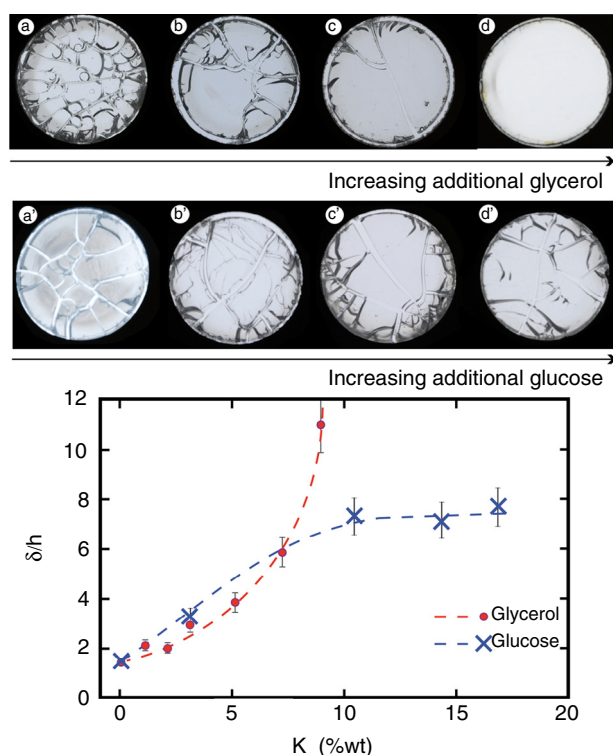 a b c d
Increasing additional glycerol
a' b' c' d'
Increasing additional glucose
12
10
8
6
4
2
0
δ/h
Glycerol
Glucose
0 5 10 15 20
K (%wt)